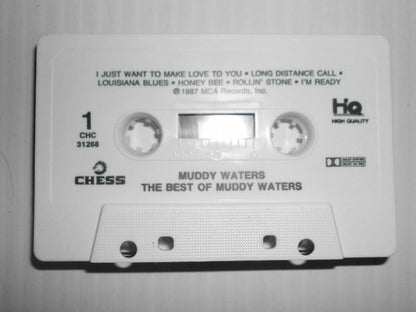 I JUST WANT TO MAKE LOVE TO YOU • LONG DISTANCE CALL •
LOUISIANA BLUES • HONEY BEE • ROLLIN' STONE • I'M READY
℗ 1987 MCA Records, Inc.
1
CHC
31268
HQ
HIGH QUALITY
CHESS
MUDDY WATERS
THE BEST OF MUDDY WATERS